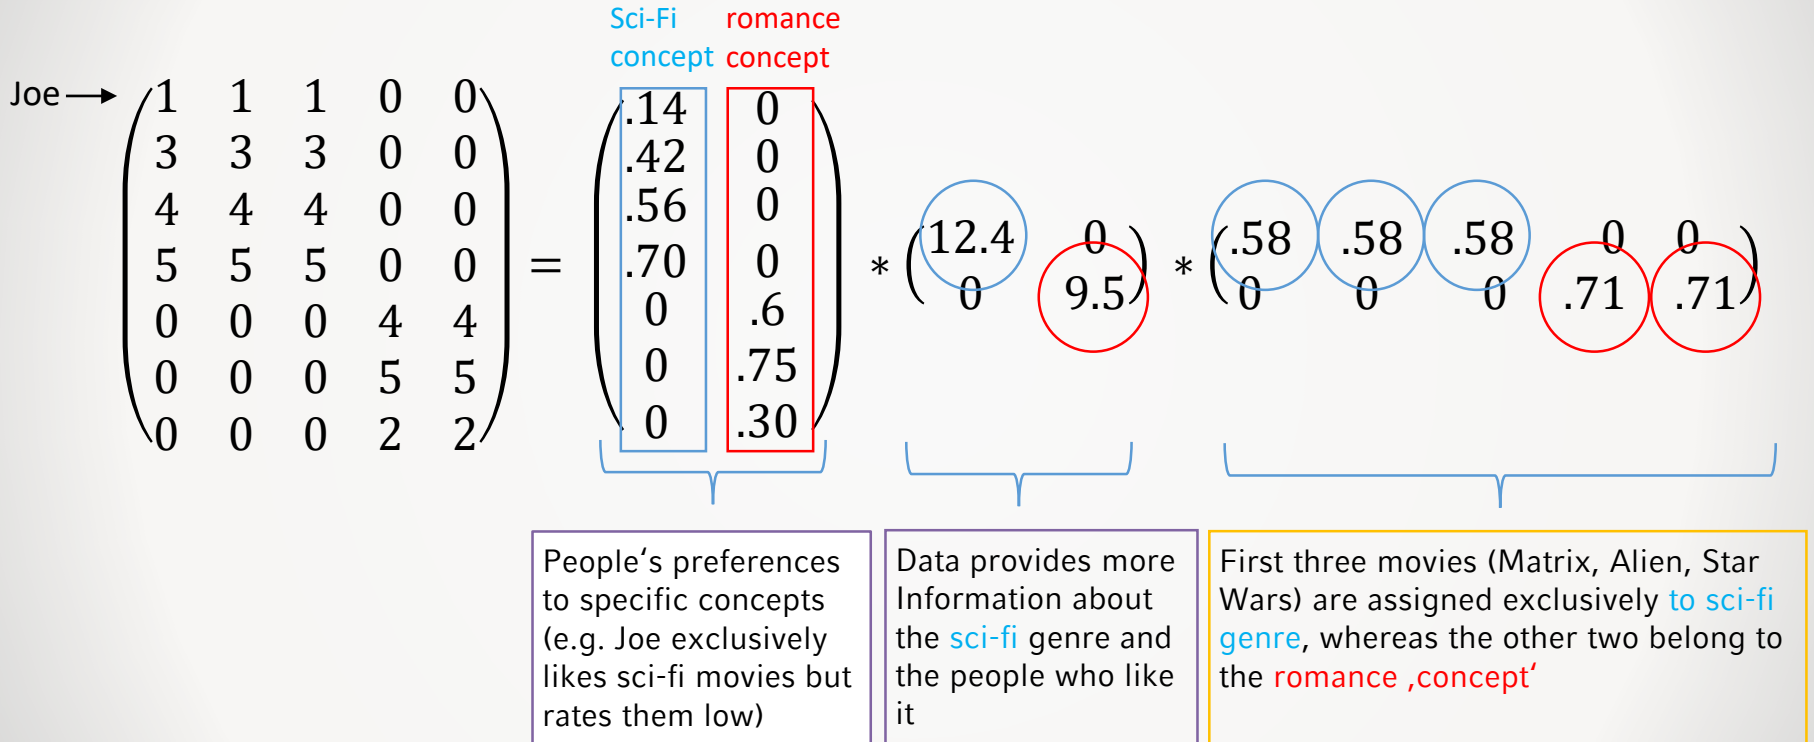 Sci-Fi romance
concept concept
Joe
1 1 1 0 0
3 3 3 0 0
4 4 4 0 0
5 5 5 0 0
0 0 0 4 4
0 0 0 5 5
0 0 0 2 2
=
.14 0
.42 0
.56 0
.70 0
0 .6
0 .75
0 .30
*
12.4 0
0 9.5
*
.58 .58 .58 0 0
0 0 0 .71 .71
People‘s preferences
to specific concepts
(e.g. Joe exclusively
likes sci-fi movies but
rates them low)
Data provides more
Information about
the sci-fi genre and
the people who like
it
First three movies (Matrix, Alien, Star
Wars) are assigned exclusively to sci-fi
genre, whereas the other two belong to
the romance ‚concept‘